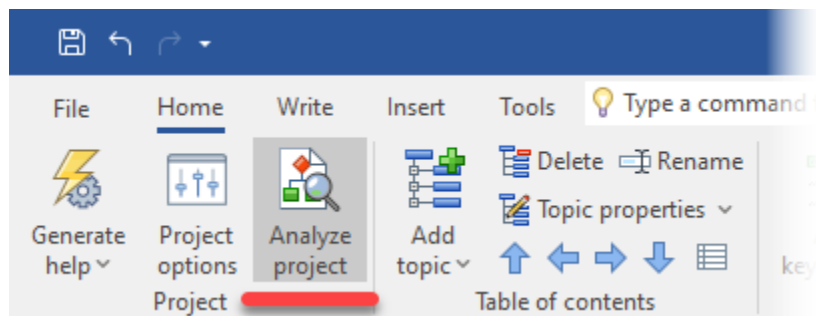 File Home Write Insert Tools Type a command
Delete Rename
Topic properties
Generate help
Project options
Analyze project
Add topic
key
Project
Table of contents